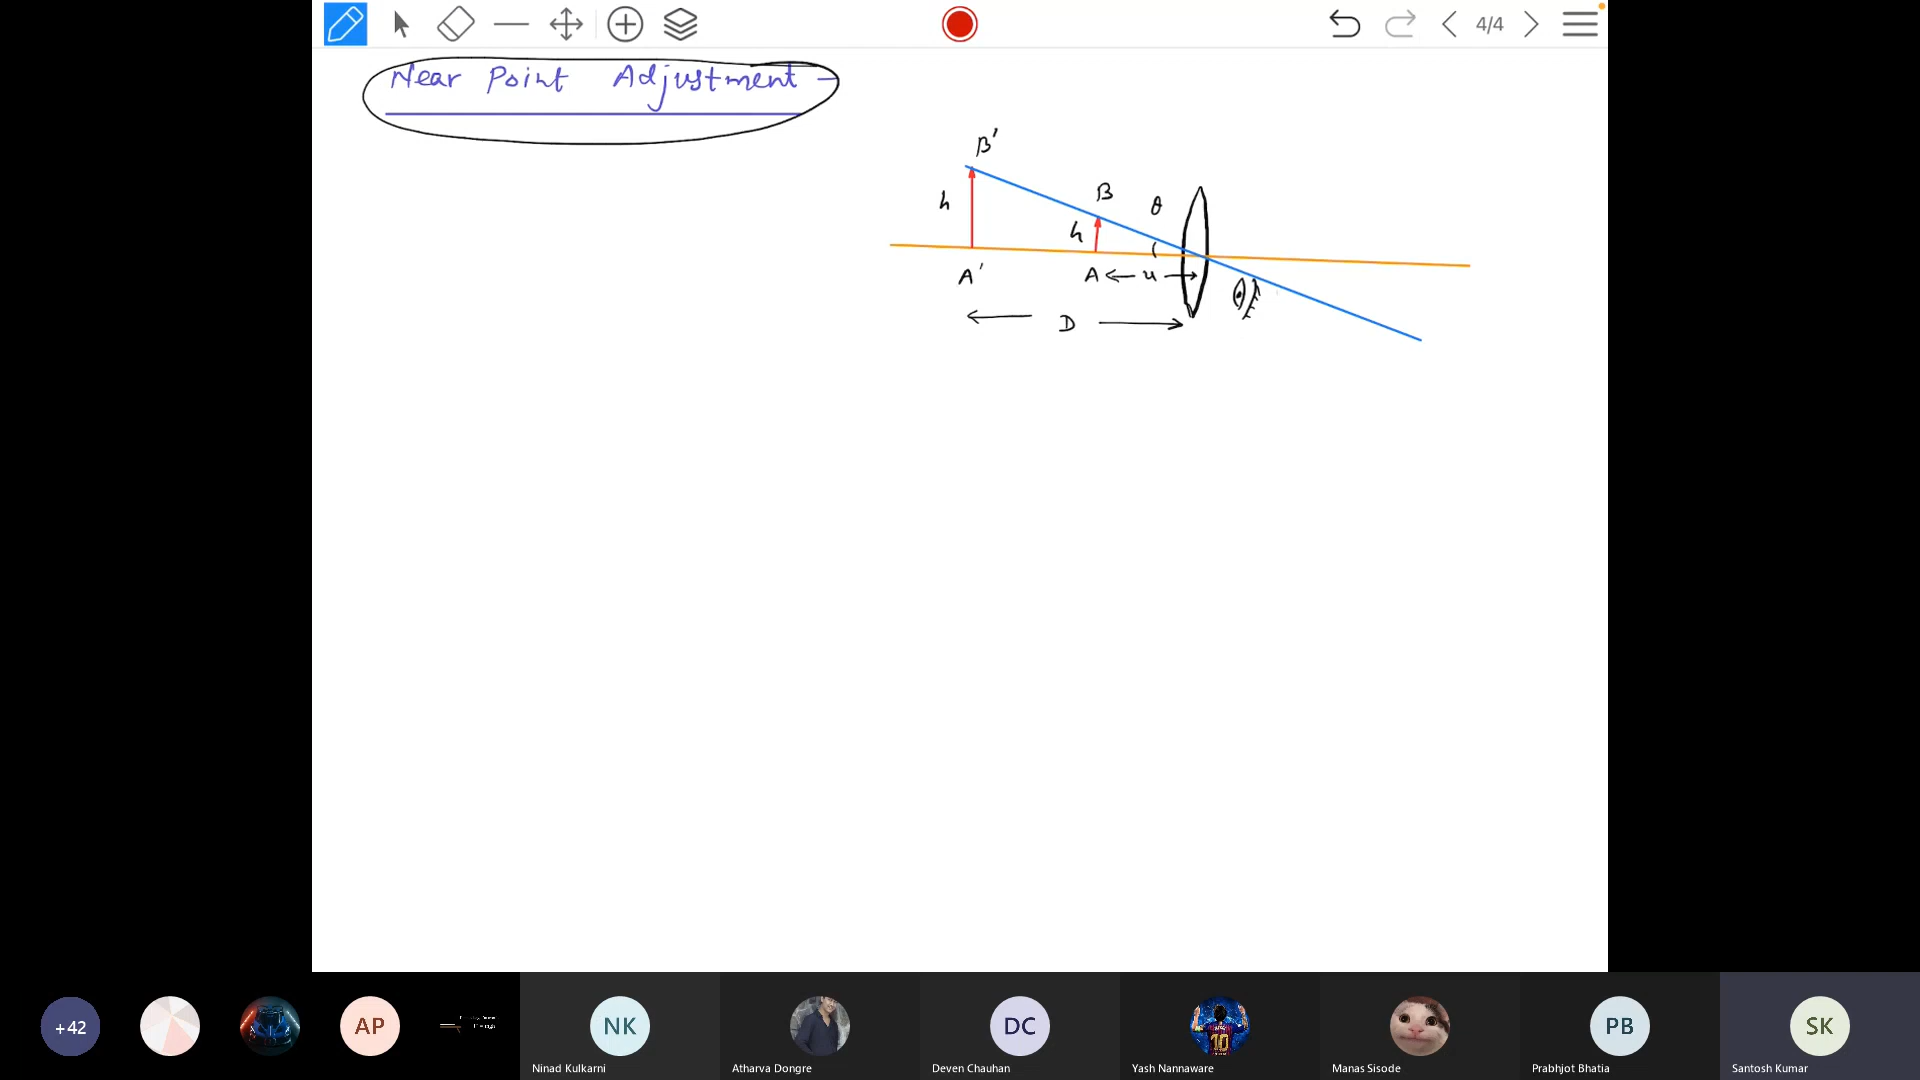 4/4
Near Point Adjustment -
B'
B
θ
h
h
A'
A
u
D
+42
AP
NK
DC
10
PB
SK
Ninad Kulkarni
Atharva Dongre
Deven Chauhan
Yash Nannaware
Manas Sisode
Prabhjot Bhatia
Santosh Kumar